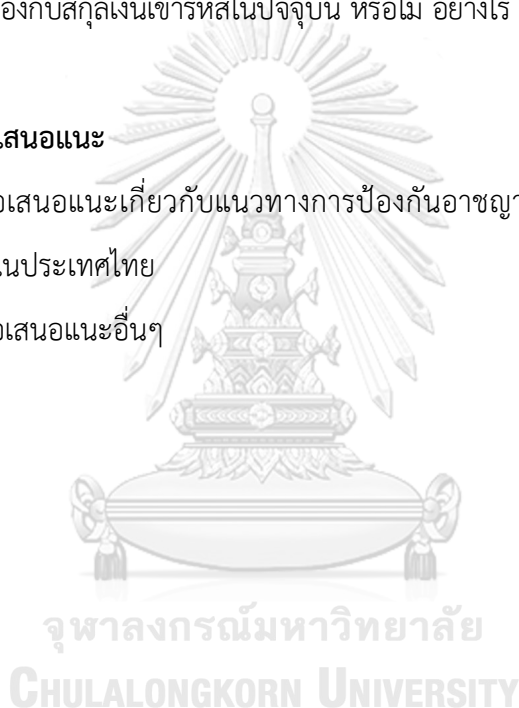 องกับสกุลเงินเข้ารหัสในปัจจุบัน หรือไม่ อย่างไร
เสนอแนะ
อเสนอแนะเกี่ยวกับแนวทางการป้องกันอาชญา
นประเทศไทย
อเสนอแนะอื่นๆ
จุฬาลงกรณ์มหาวิทยาลัย
CHULALONGKORN UNIVERSITY